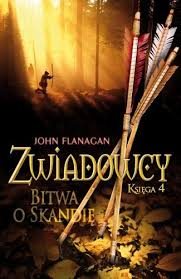 JOHN FLANAGAN
ZWIADOWCY
KSIĘGA 4
BITWA
O SKANDIĘ